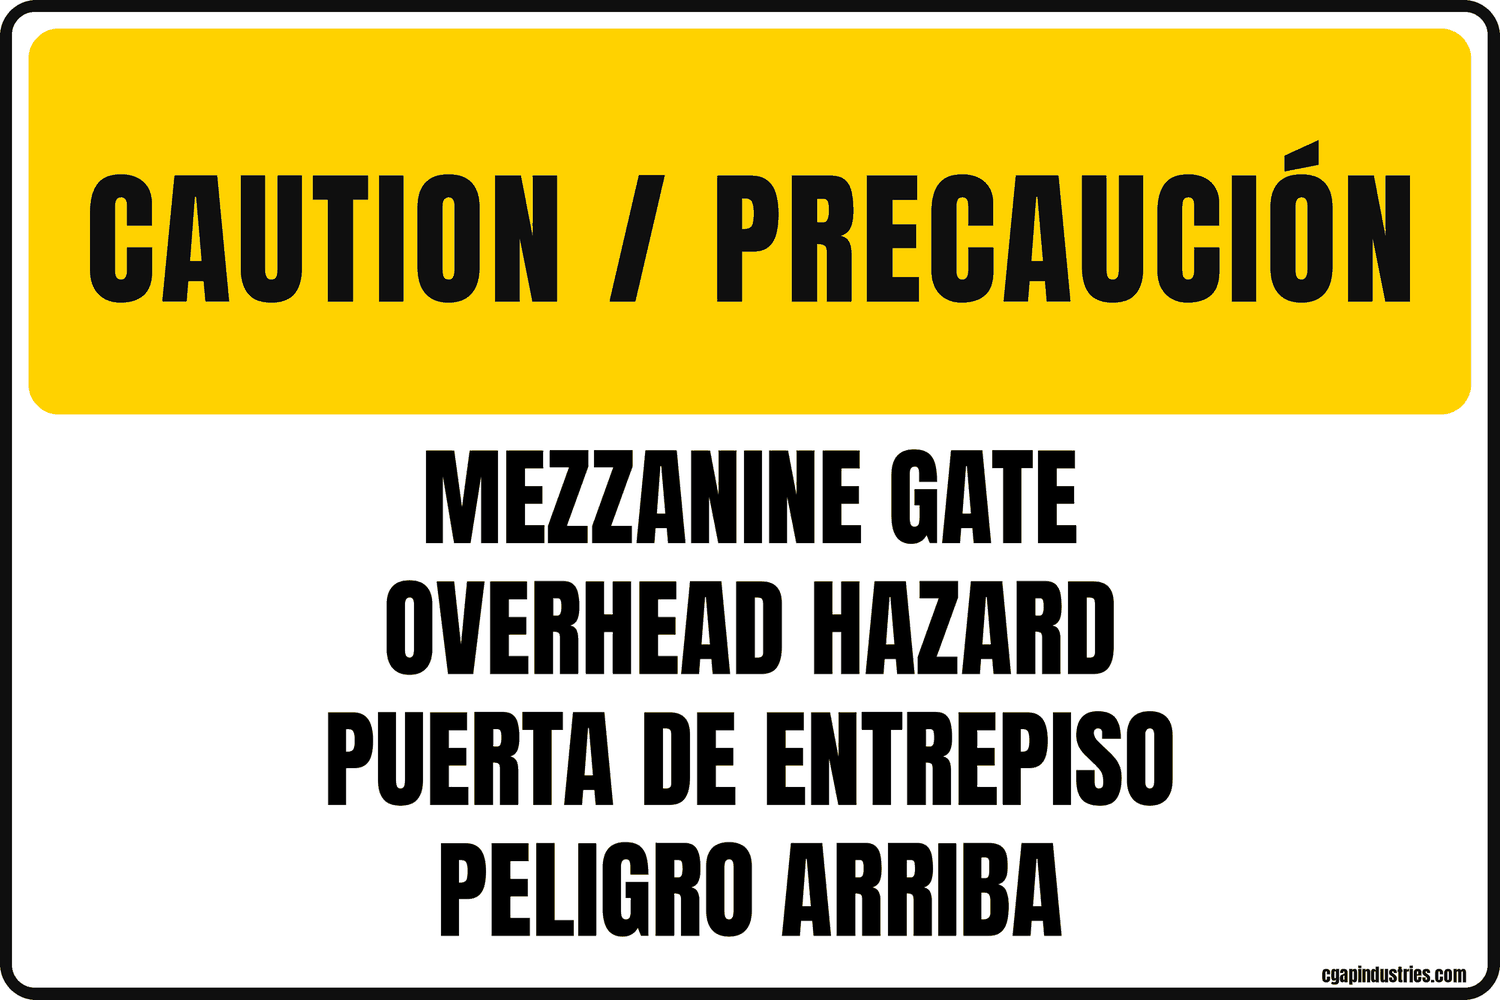 CAUTION / PRECAUCIÓN
MEZZANINE GATE
OVERHEAD HAZARD
PUERTA DE ENTREPISO
PELIGRO ARRIBA
cgapindustries.com